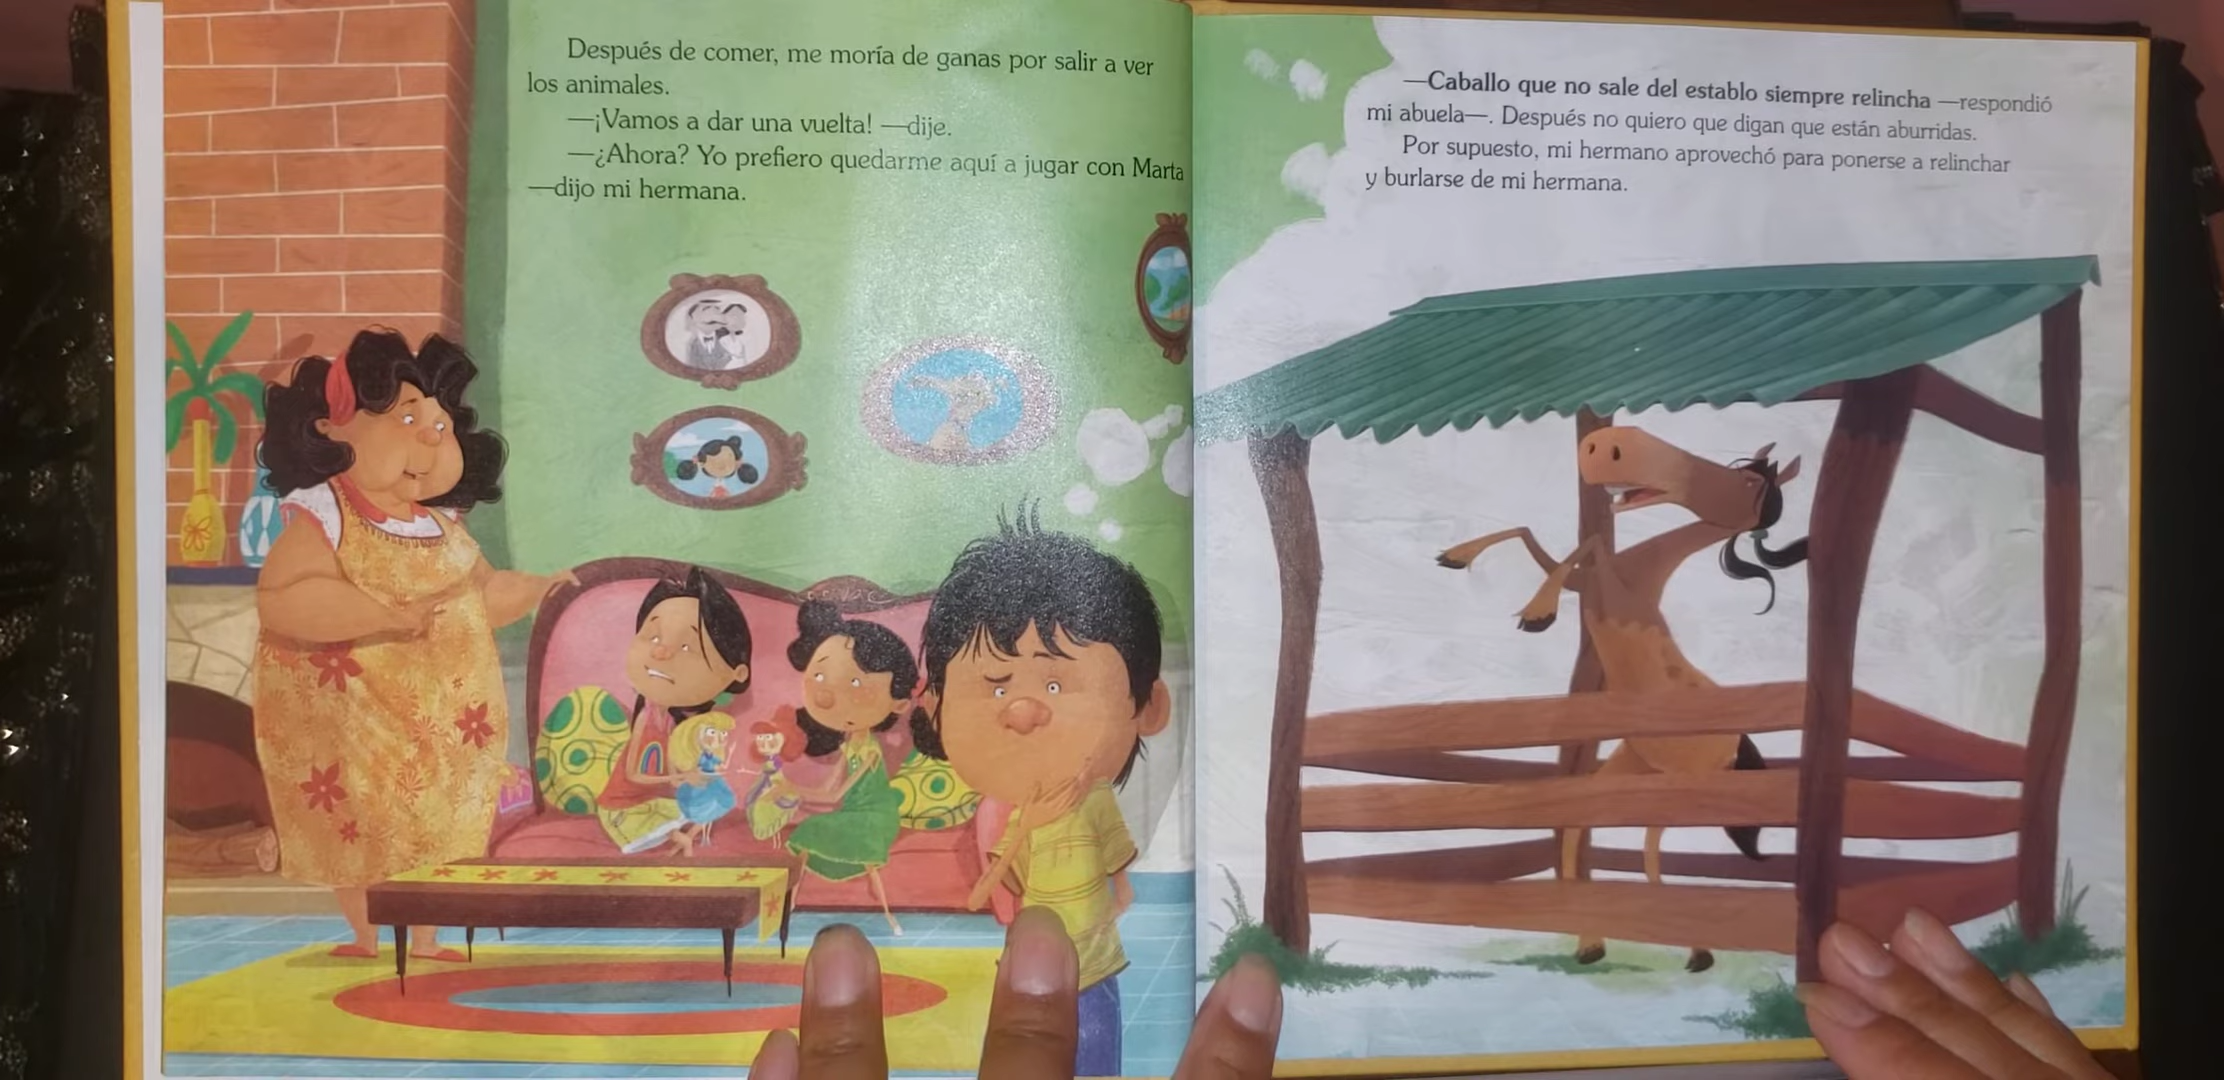 Después de comer, me moría de ganas por salir a ver
los animales.
—¡Vamos a dar una vuelta! —dije.
—¿Ahora? Yo prefiero quedarme aquí a jugar con Marta
—dijo mi hermana.
—Caballo que no sale del establo siempre relincha —respondió
mi abuela—. Después no quiero que digan que están aburridas.
Por supuesto, mi hermano aprovechó para ponerse a relinchar
y burlarse de mi hermana.